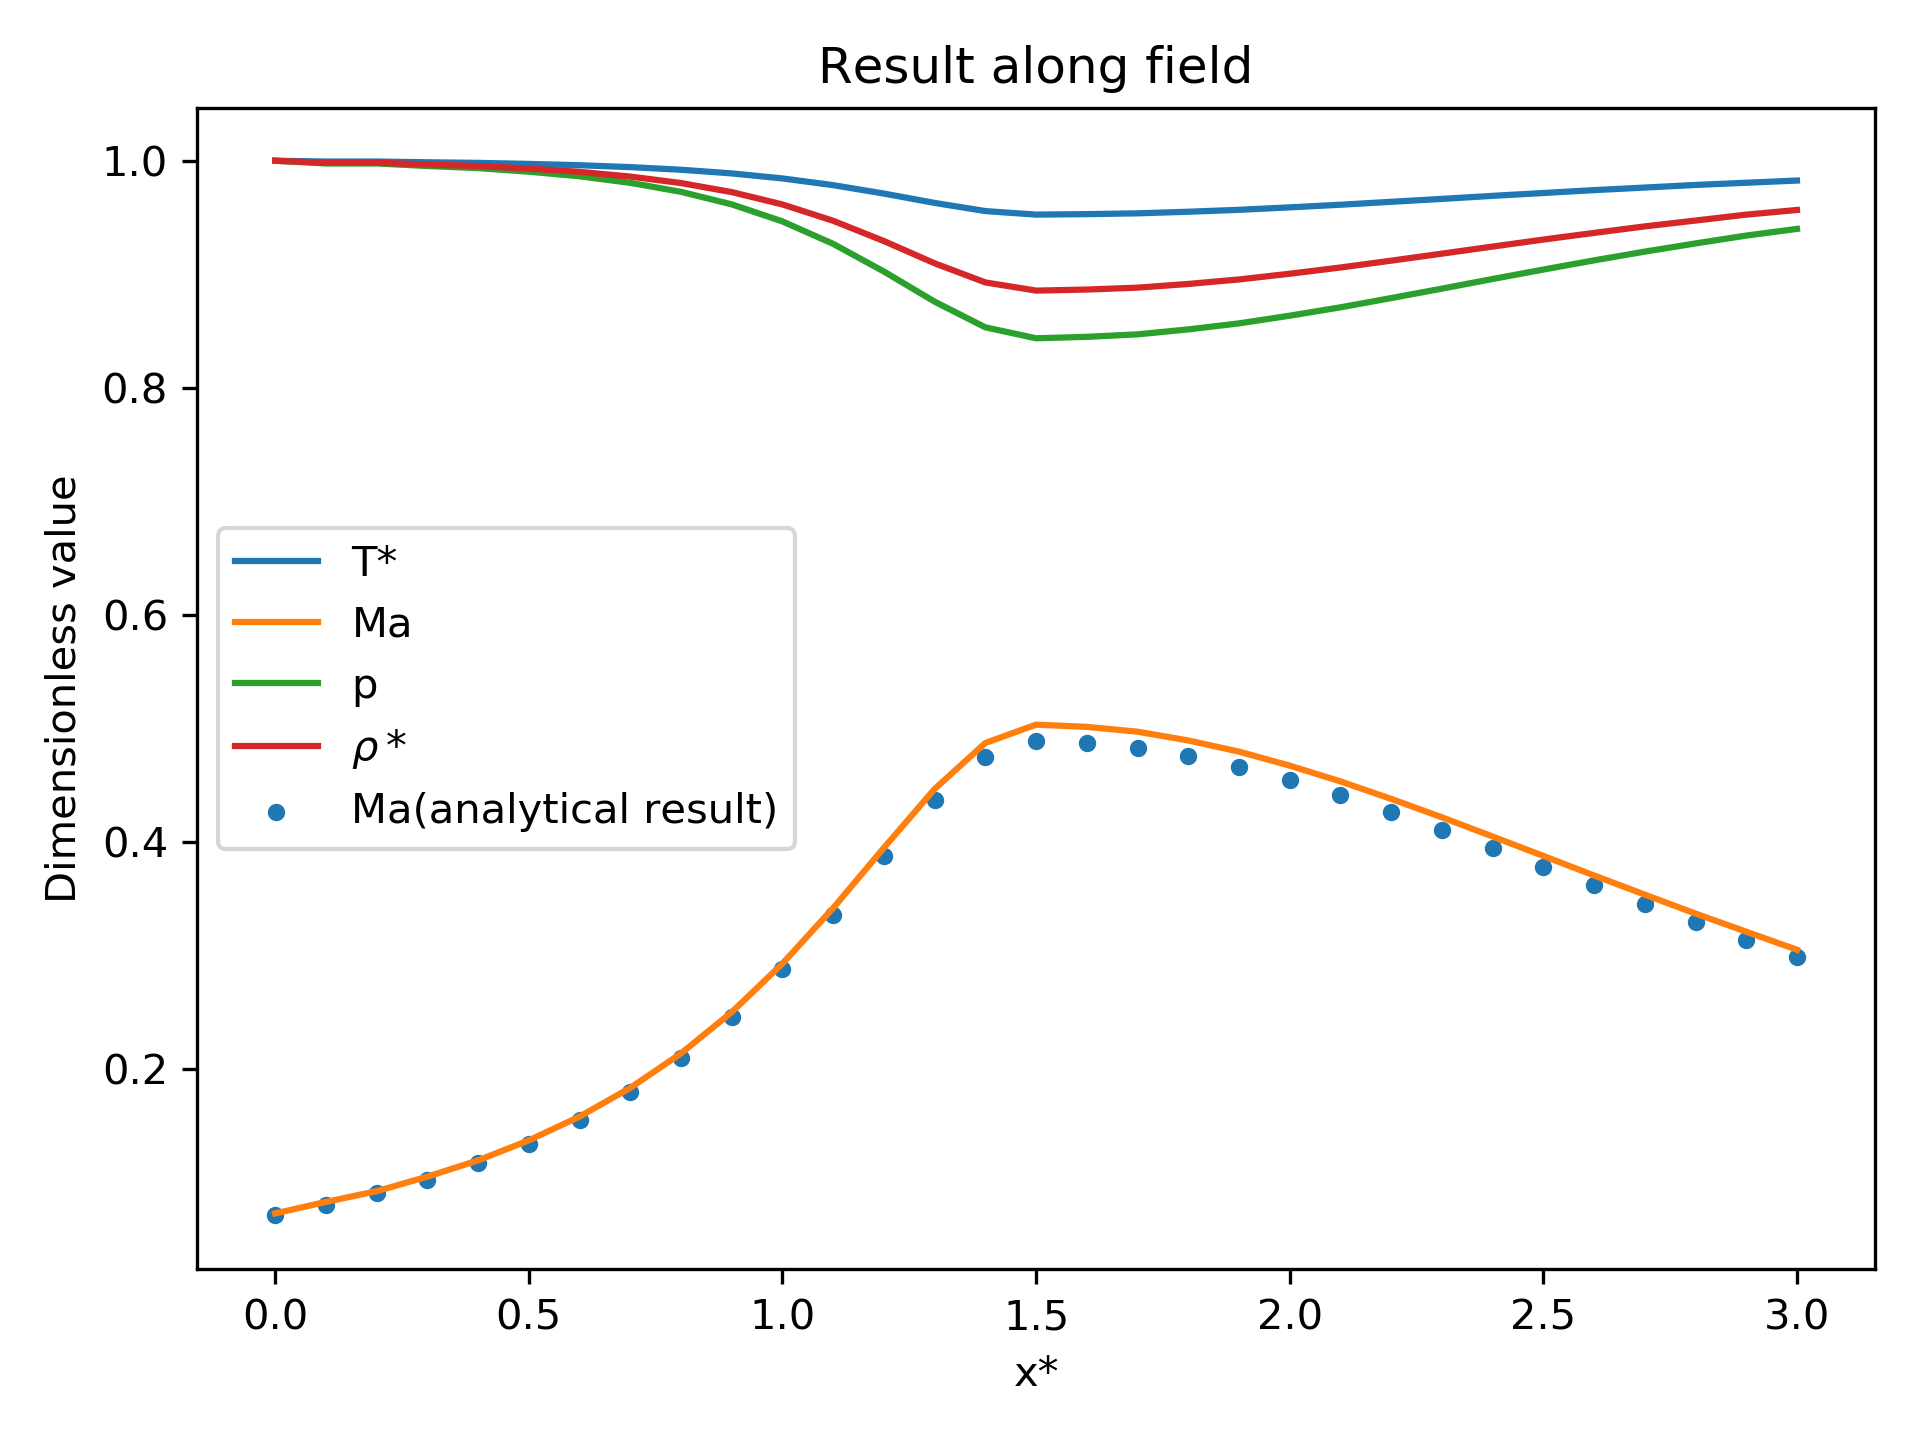 Result along field
Dimensionless value
1.0
0.8
0.6
0.4
0.2
T*
Ma
p
ρ*
Ma(analytical result)
0.0 0.5 1.0 1.5 2.0 2.5 3.0
x*